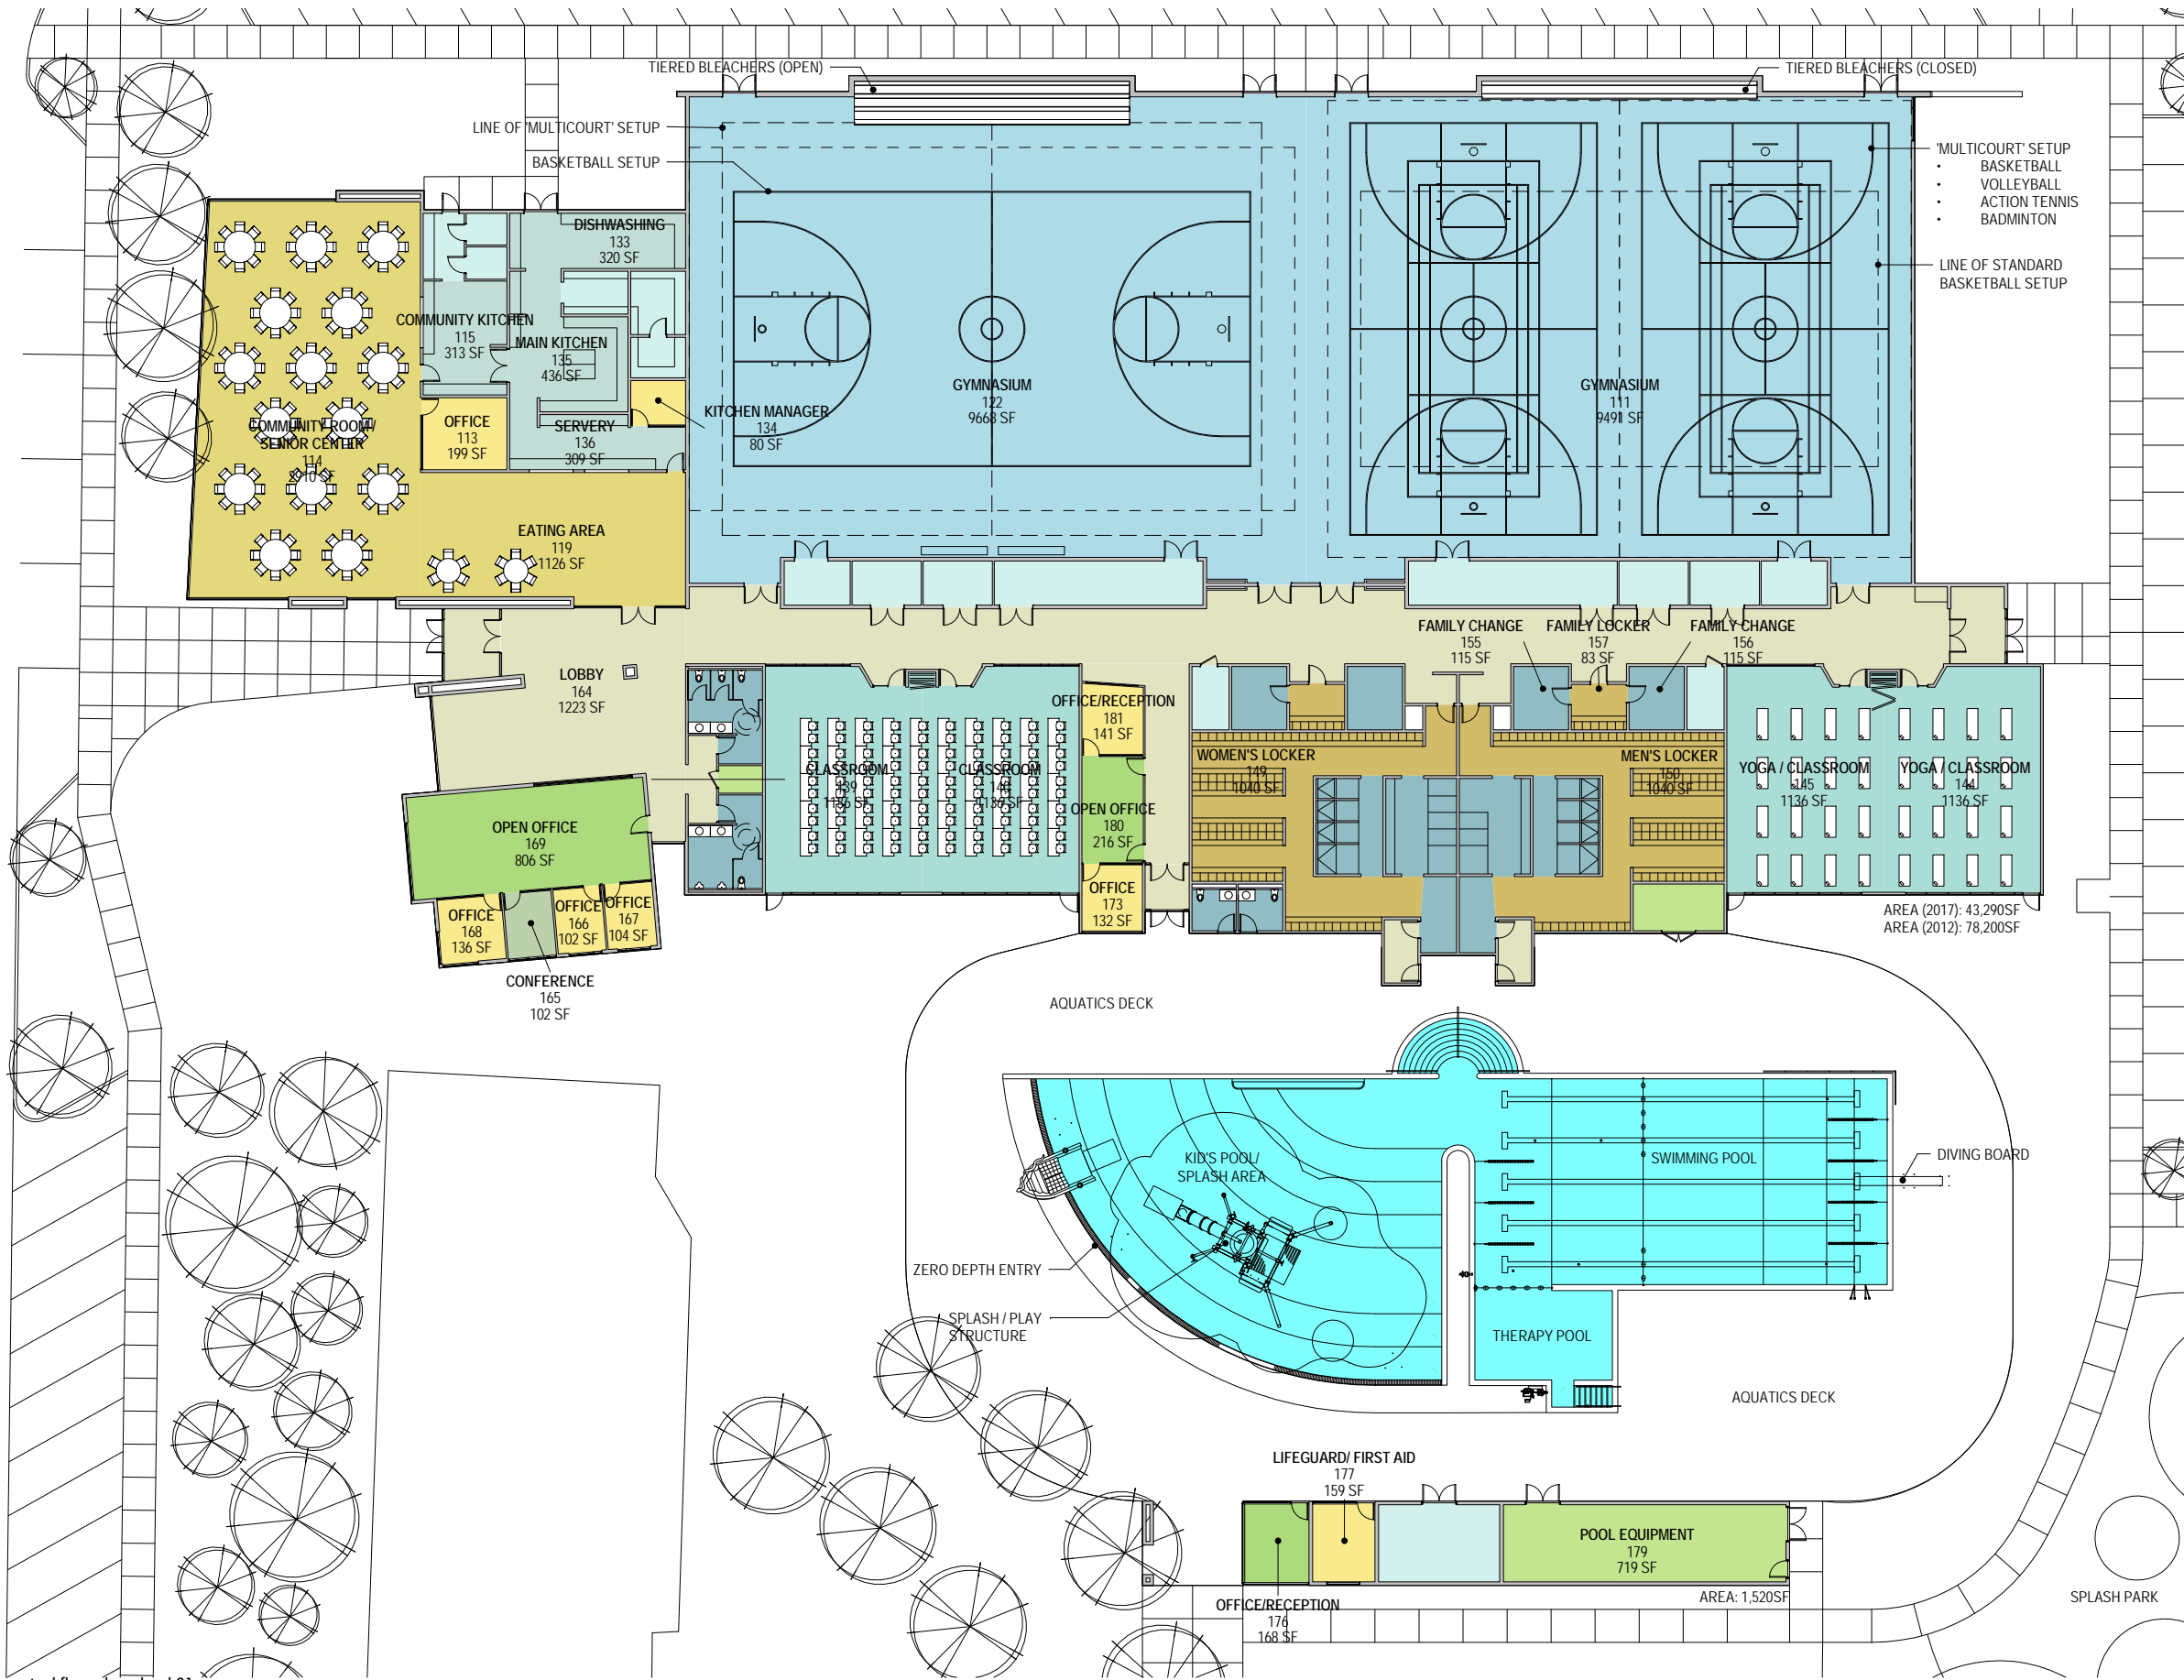 TIERED BLEACHERS (OPEN)
TIERED BLEACHERS (CLOSED)
LINE OF 'MULTICOURT' SETUP
BASKETBALL SETUP
'MULTICOURT' SETUP
• BASKETBALL
• VOLLEYBALL
• ACTION TENNIS
• BADMINTON
LINE OF STANDARD
BASKETBALL SETUP
DISHWASHING
133
320 SF
COMMUNITY KITCHEN
115
313 SF
MAIN KITCHEN
135
436 SF
KITCHEN MANAGER
134
80 SF
OFFICE
113
199 SF
SERVERY
136
309 SF
COMMUNITY ROOM /
SENIOR CENTER
114
2910 SF
GYMNASIUM
122
9668 SF
GYMNASIUM
111
9491 SF
EATING AREA
119
1126 SF
LOBBY
164
1223 SF
FAMILY CHANGE
155
115 SF
FAMILY LOCKER
157
83 SF
FAMILY CHANGE
156
115 SF
OFFICE/RECEPTION
181
141 SF
CLASSROOM
139
1136 SF
CLASSROOM
140
1136 SF
OPEN OFFICE
180
216 SF
OFFICE
173
132 SF
WOMEN'S LOCKER
149
1040 SF
MEN'S LOCKER
150
1040 SF
YOGA / CLASSROOM
145
1136 SF
YOGA / CLASSROOM
144
1136 SF
AREA (2017): 43,290SF
AREA (2012): 78,200SF
OPEN OFFICE
169
806 SF
OFFICE
168
136 SF
OFFICE
166
102 SF
OFFICE
167
104 SF
CONFERENCE
165
102 SF
AQUATICS DECK
KID'S POOL/
SPLASH AREA
SWIMMING POOL
DIVING BOARD
ZERO DEPTH ENTRY
SPLASH / PLAY
STRUCTURE
THERAPY POOL
AQUATICS DECK
LIFEGUARD/ FIRST AID
177
159 SF
POOL EQUIPMENT
179
719 SF
OFFICE/RECEPTION
176
168 SF
AREA: 1,520SF
SPLASH PARK